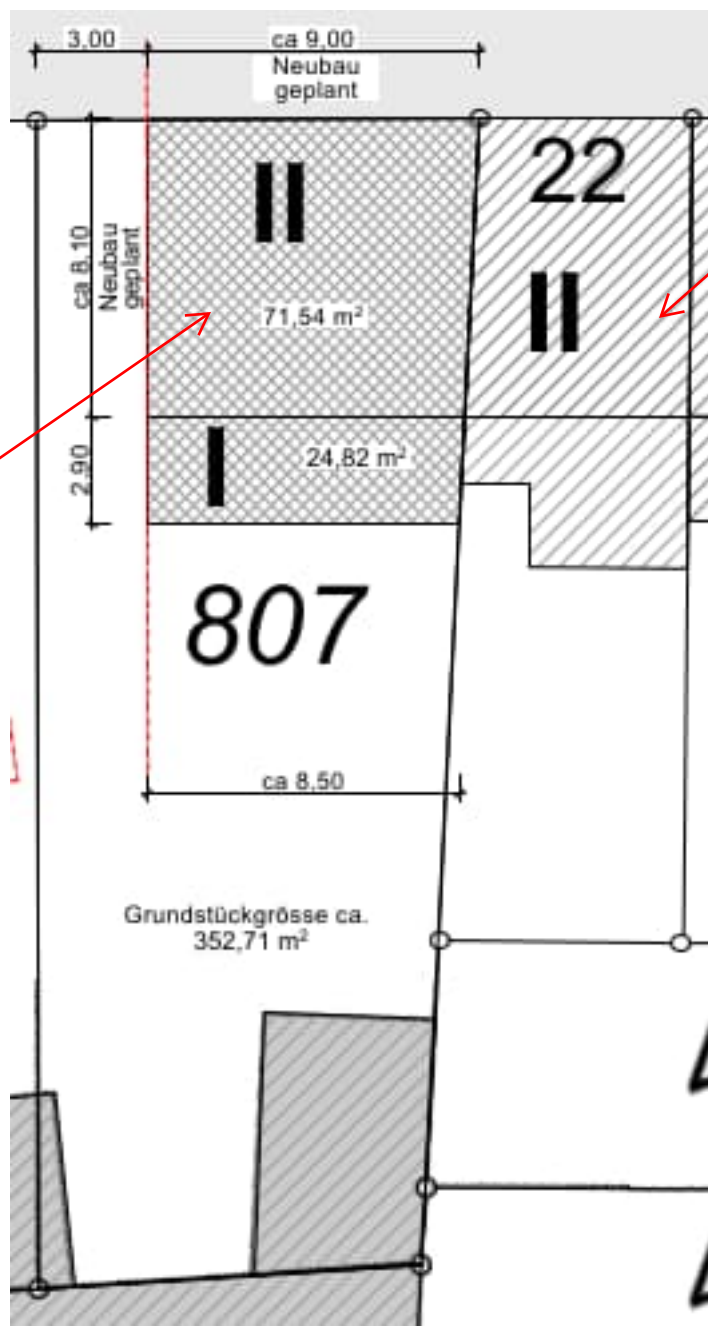 3,00
ca 9,00
Neubau
geplant
22
II
II
ca 8,10
Neubau
geplant
71,54 m²
I
24,82 m²
2,90
807
ca 8,50
Grundstückgrösse ca.
352,71 m²